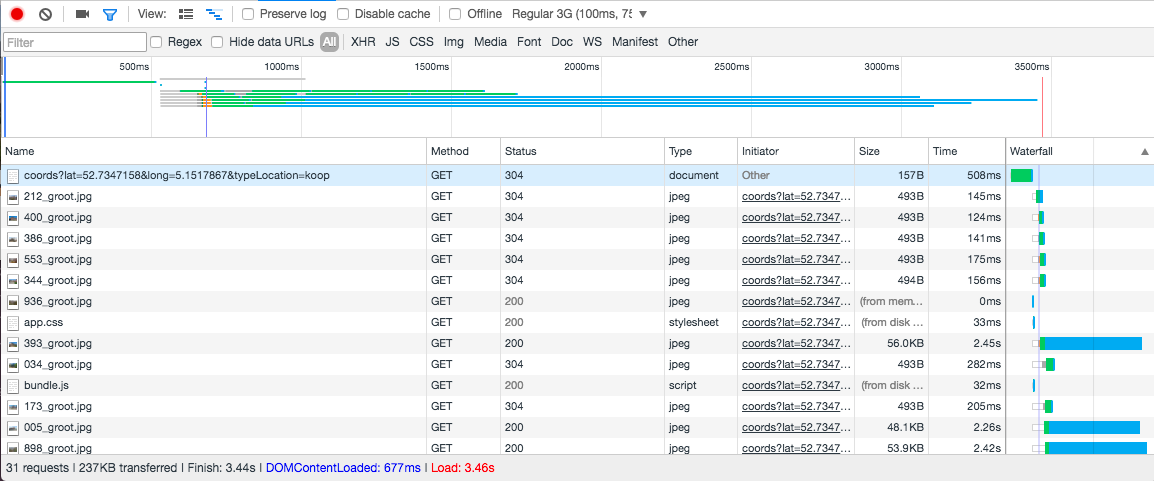 View: Preserve log Disable cache Offline Regular 3G (100ms, 75
Filter Regex Hide data URLs All XHR JS CSS Img Media Font Doc WS Manifest Other
500ms 1000ms 1500ms 2000ms 2500ms 3000ms 3500ms
Name Method Status Type Initiator Size Time Waterfall
coords?lat=52.7347158&long=5.1517867&typeLocation=koop GET 304 document Other 157B 508ms
212_groot.jpg GET 304 jpeg coords?lat=52.7347... 493B 145ms
400_groot.jpg GET 304 jpeg coords?lat=52.7347... 493B 124ms
386_groot.jpg GET 304 jpeg coords?lat=52.7347... 493B 141ms
553_groot.jpg GET 304 jpeg coords?lat=52.7347... 493B 175ms
344_groot.jpg GET 304 jpeg coords?lat=52.7347... 494B 156ms
936_groot.jpg GET 200 jpeg coords?lat=52.7347... (from mem... 0ms
app.css GET 200 stylesheet coords?lat=52.7347... (from disk ... 33ms
393_groot.jpg GET 200 jpeg coords?lat=52.7347... 56.0KB 2.45s
034_groot.jpg GET 304 jpeg coords?lat=52.7347... 493B 282ms
bundle.js GET 200 script coords?lat=52.7347... (from disk ... 32ms
173_groot.jpg GET 304 jpeg coords?lat=52.7347... 493B 205ms
005_groot.jpg GET 200 jpeg coords?lat=52.7347... 48.1KB 2.26s
898_groot.jpg GET 200 jpeg coords?lat=52.7347... 53.9KB 2.42s
31 requests | 237KB transferred | Finish: 3.44s | DOMContentLoaded: 677ms | Load: 3.46s